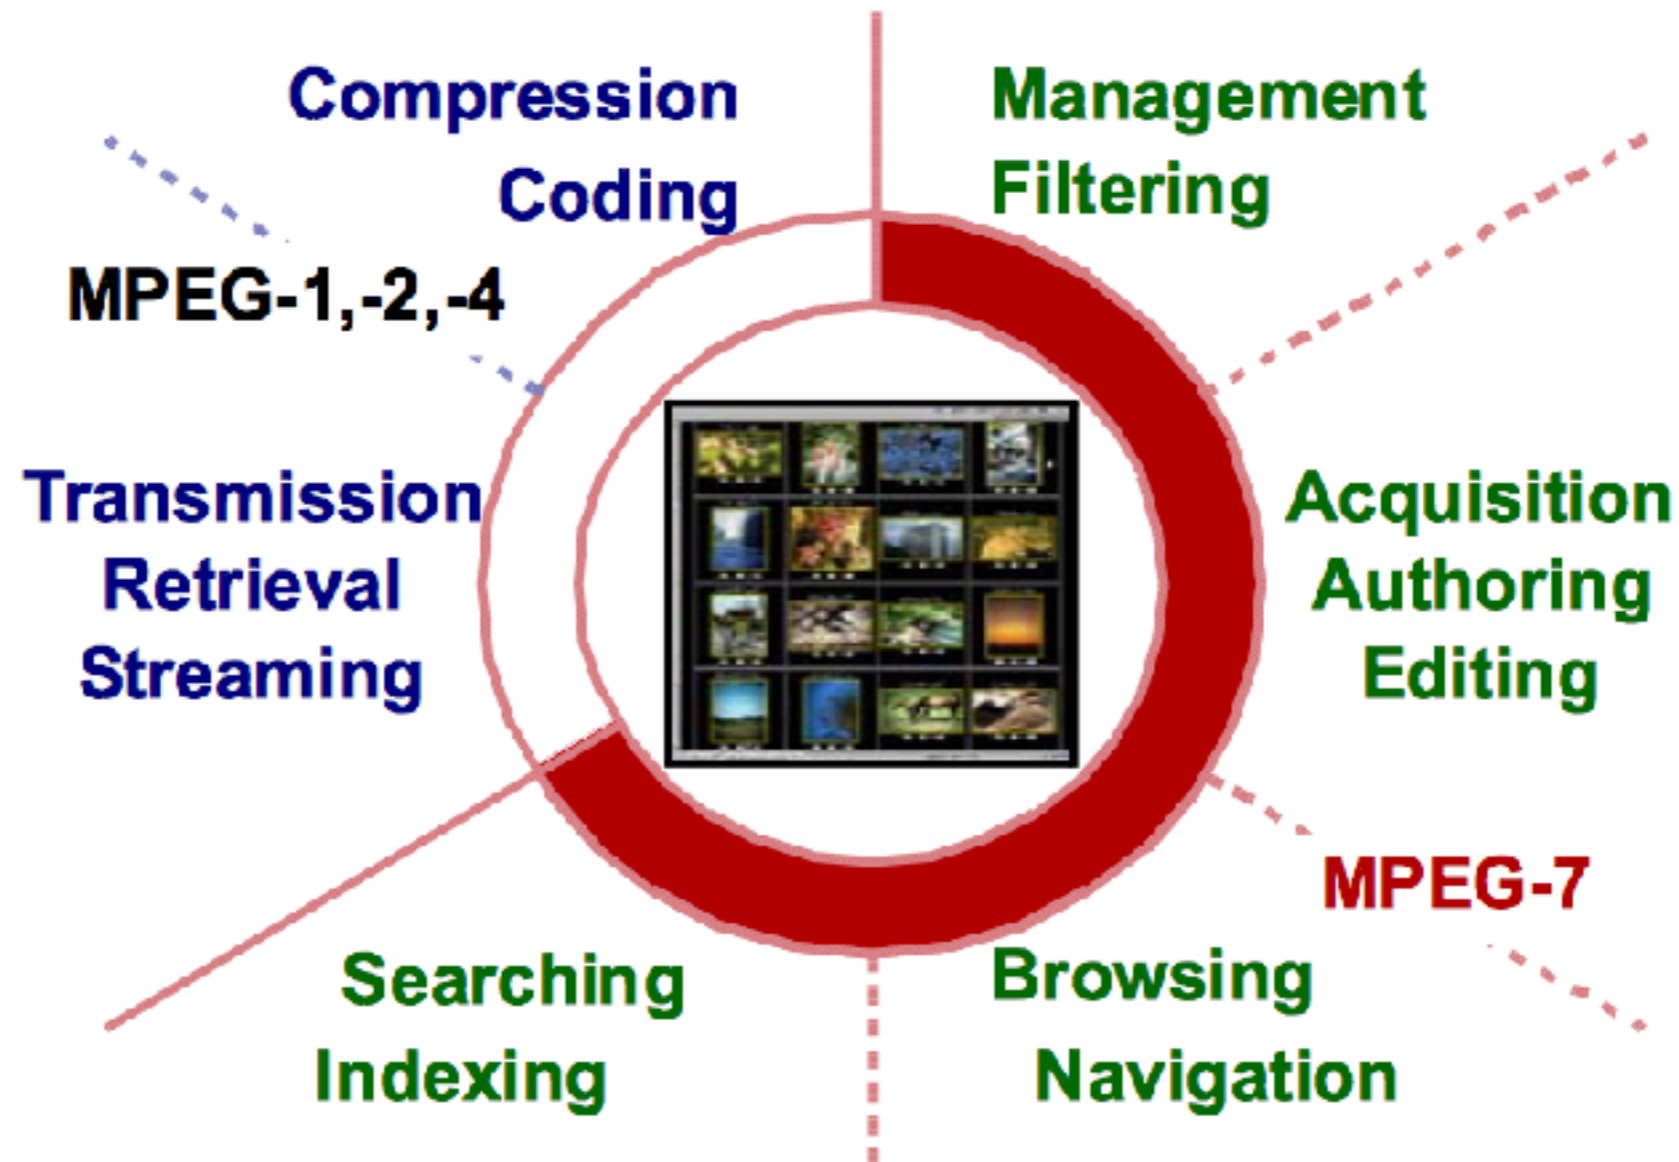 Compression
Coding
Management
Filtering
MPEG-1,-2,-4
Transmission
Retrieval
Streaming
Acquisition
Authoring
Editing
MPEG-7
Searching
Indexing
Browsing
Navigation